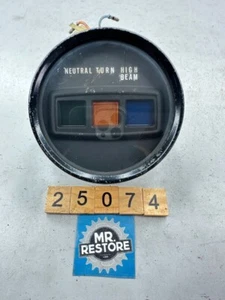 NEUTRAL TURN HIGH
BEAM
25074
MR.
RESTORE